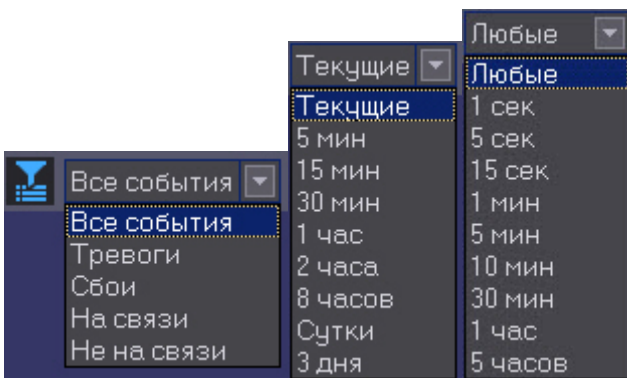 Все события
Все события
Тревоги
Сбои
На связи
Не на связи
Текущие
Текущие
5 мин
15 мин
30 мин
1 час
2 часа
8 часов
Сутки
3 дня
Любые
Любые
1 сек
5 сек
15 сек
1 мин
5 мин
10 мин
30 мин
1 час
5 часов